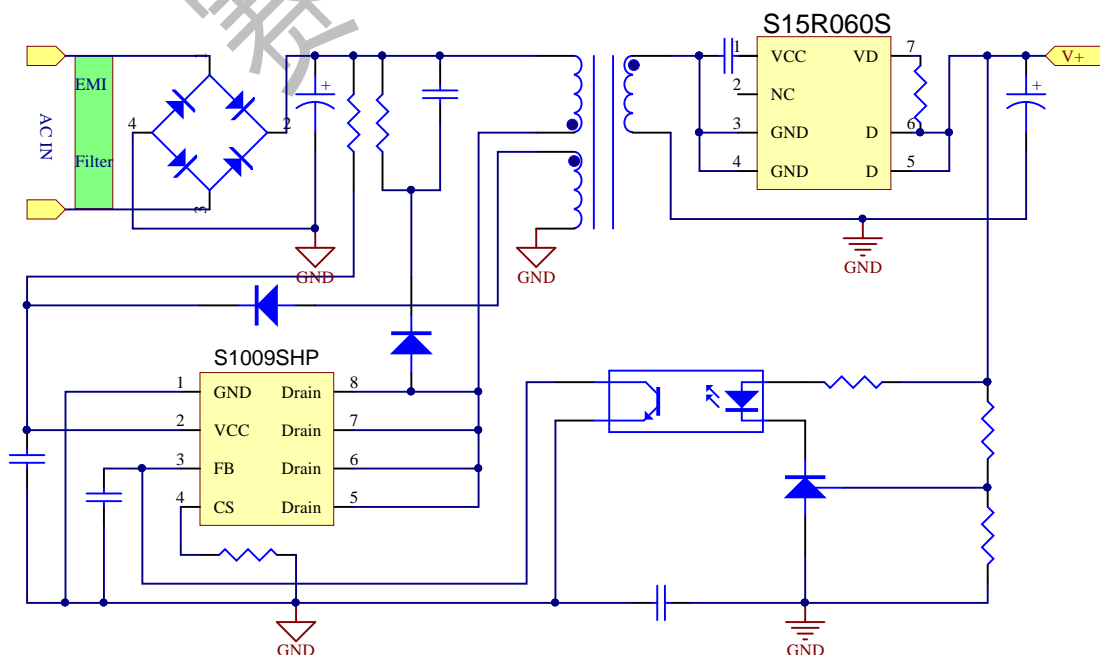 S15R060S
1 VCC VD 7
2 NC
3 GND D 6
4 GND D 5
V+
EMI
Filter
AC IN
4
2
3
+
+
GND
GND
GND
S1009SHP
1 GND Drain 8
2 VCC Drain 7
3 FB Drain 6
4 CS Drain 5
GND
GND